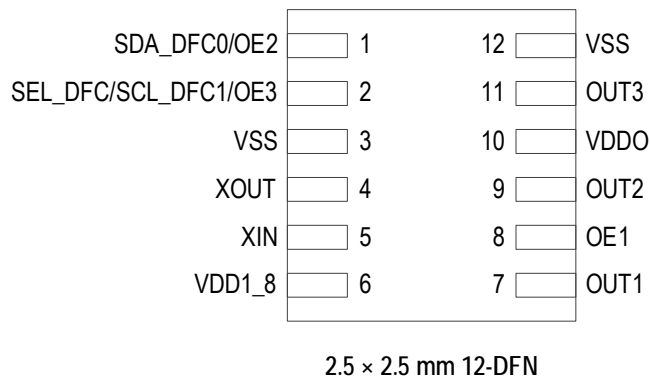 SDA_DFC0/OE2 1 12 VSS
SEL_DFC/SCL_DFC1/OE3 2 11 OUT3
VSS 3 10 VDDO
XOUT 4 9 OUT2
XIN 5 8 OE1
VDD1_8 6 7 OUT1
2.5 × 2.5 mm 12-DFN